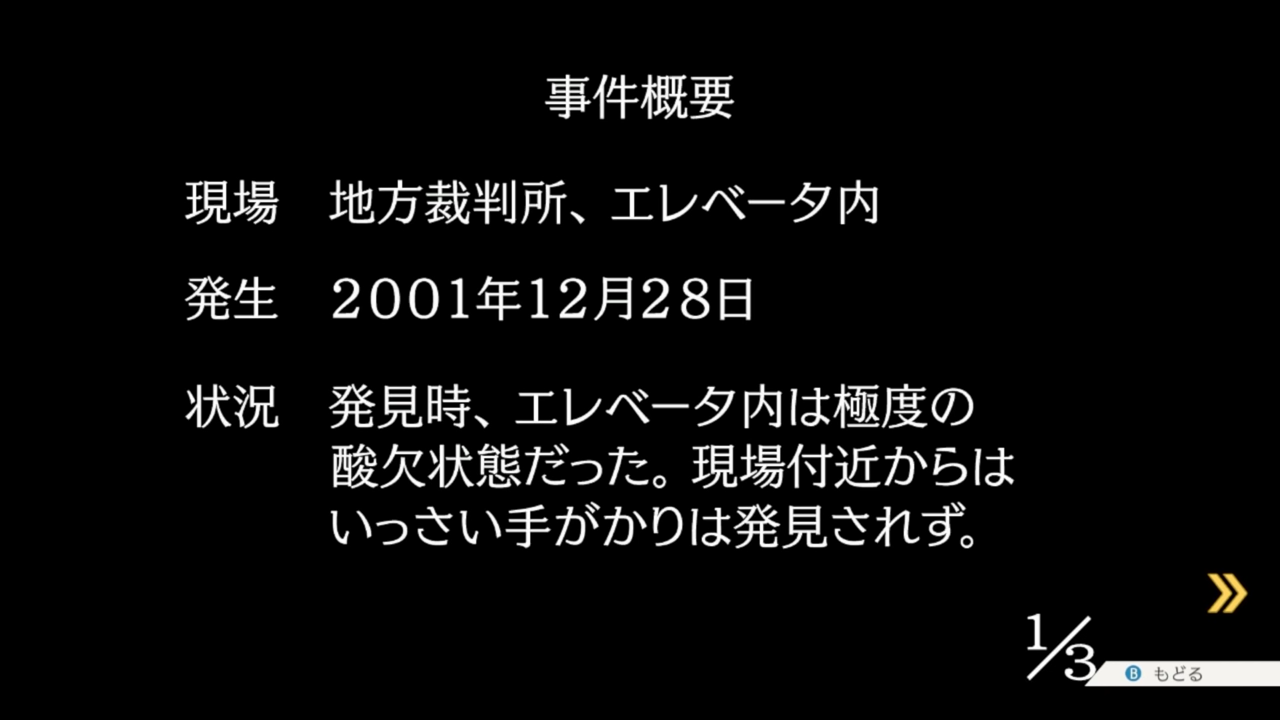 事件概要
現場 地方裁判所、エレベータ内
発生 2001年12月28日
状況 発見時、エレベータ内は極度の
酸欠状態だった。現場付近からは
いっさい手がかりは発見されず。
1/3
B もどる